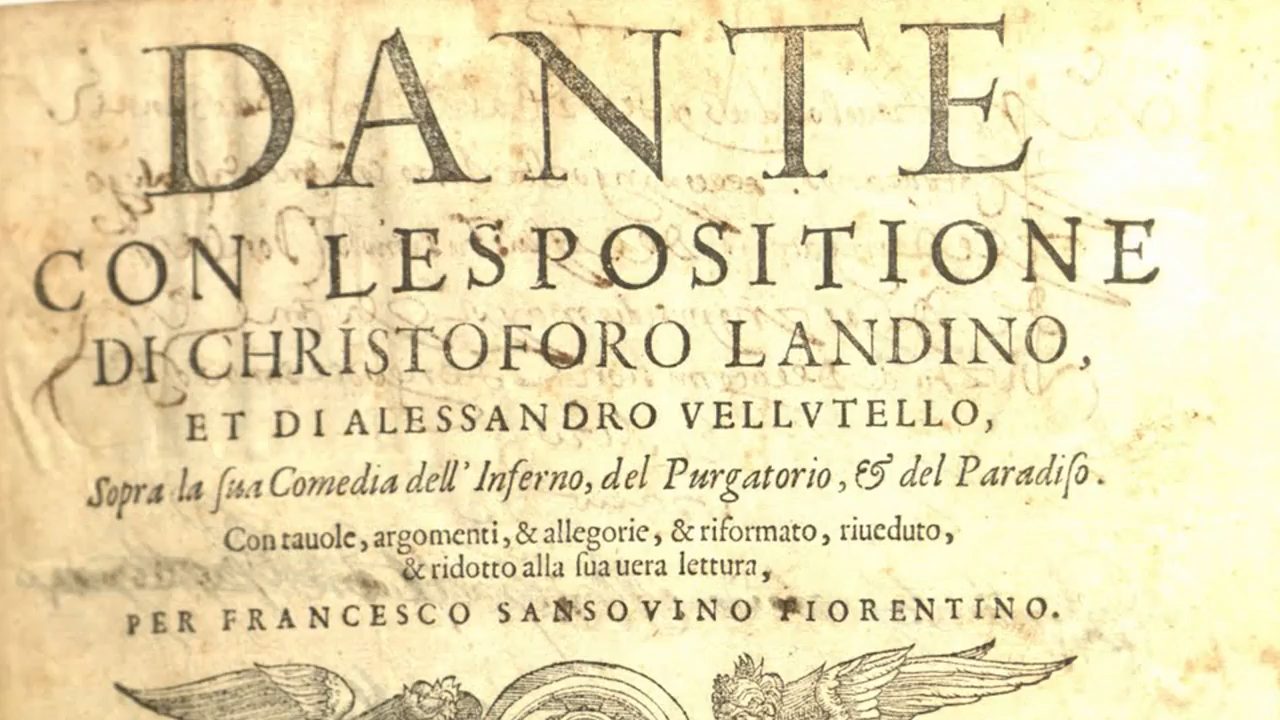 DANTE
CON LESPOSITIONE
DI CHRISTOFORO LANDINO,
ET DI ALESSANDRO VELLVTELLO,
Sopra la ſua Comedia dell' Inferno, del Purgatorio, & del Paradiſo.
Con tauole, argomenti, & allegorie, & riformato, riueduto,
& ridotto alla ſua uera lettura,
PER FRANCESCO SANSOVINO FIORENTINO.